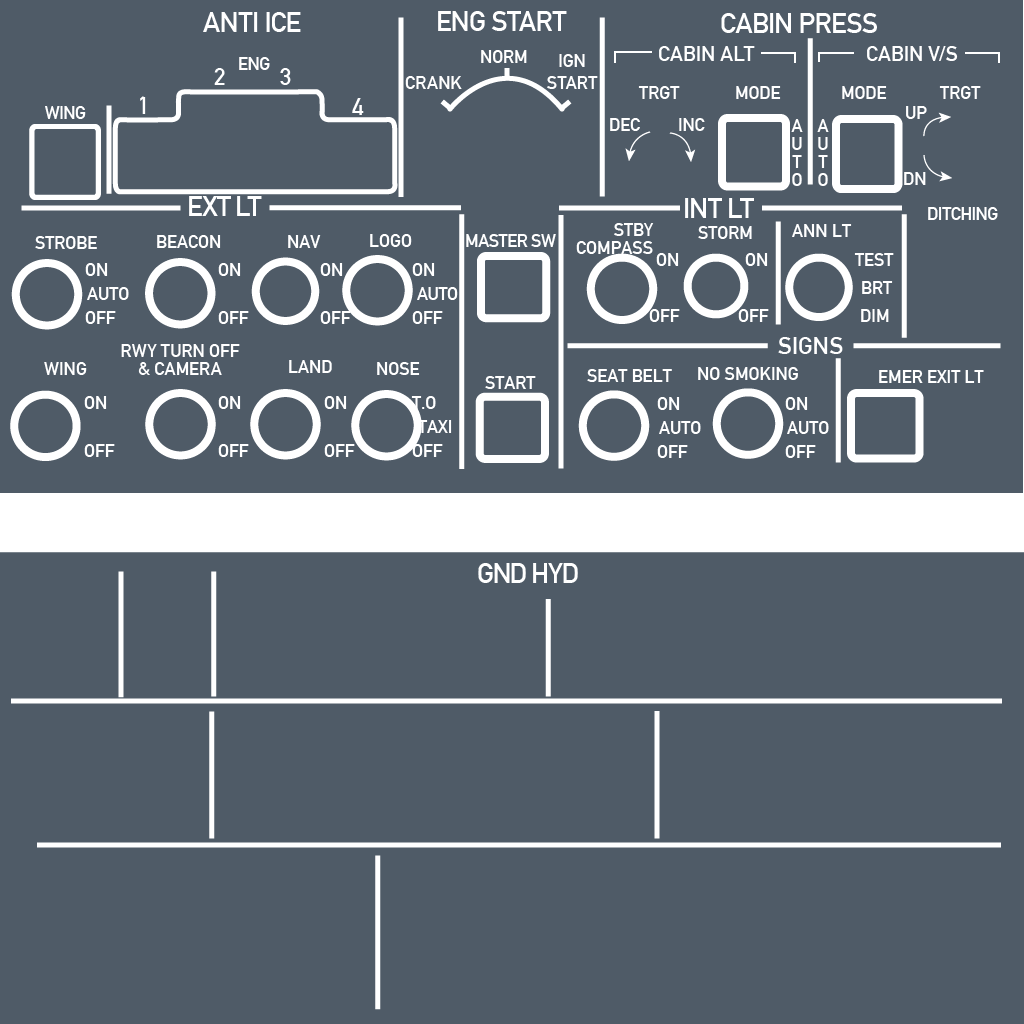 ANTI ICE
ENG START
CABIN PRESS
CABIN ALT
CABIN V/S
ENG
1
2
3
4
WING
CRANK
NORM
IGN
START
TRGT
MODE
MODE
TRGT
DEC
INC
AUTO
AUTO
UP
DN
EXT LT
INT LT
DITCHING
STROBE
ON
AUTO
OFF
BEACON
ON
OFF
NAV
ON
OFF
LOGO
ON
AUTO
OFF
MASTER SW
STBY
COMPASS
ON
OFF
STORM
ON
OFF
ANN LT
TEST
BRT
DIM
SIGNS
WING
ON
OFF
RWY TURN OFF
& CAMERA
ON
OFF
LAND
ON
OFF
NOSE
T.O
TAXI
OFF
START
SEAT BELT
ON
AUTO
OFF
NO SMOKING
ON
AUTO
OFF
EMER EXIT LT
GND HYD